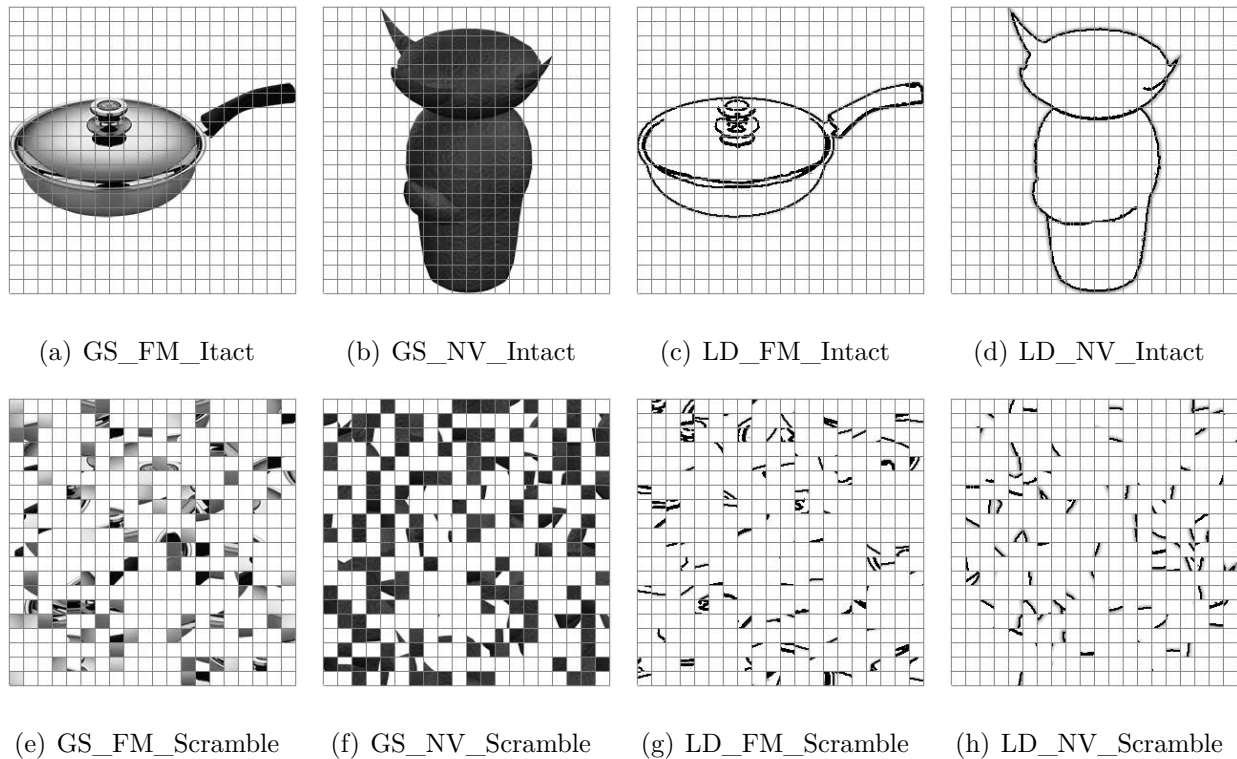 (a) GS_FM_Itact
(b) GS_NV_Intact
(c) LD_FM_Intact
(d) LD_NV_Intact
(e) GS_FM_Scramble
(f) GS_NV_Scramble
(g) LD_FM_Scramble
(h) LD_NV_Scramble